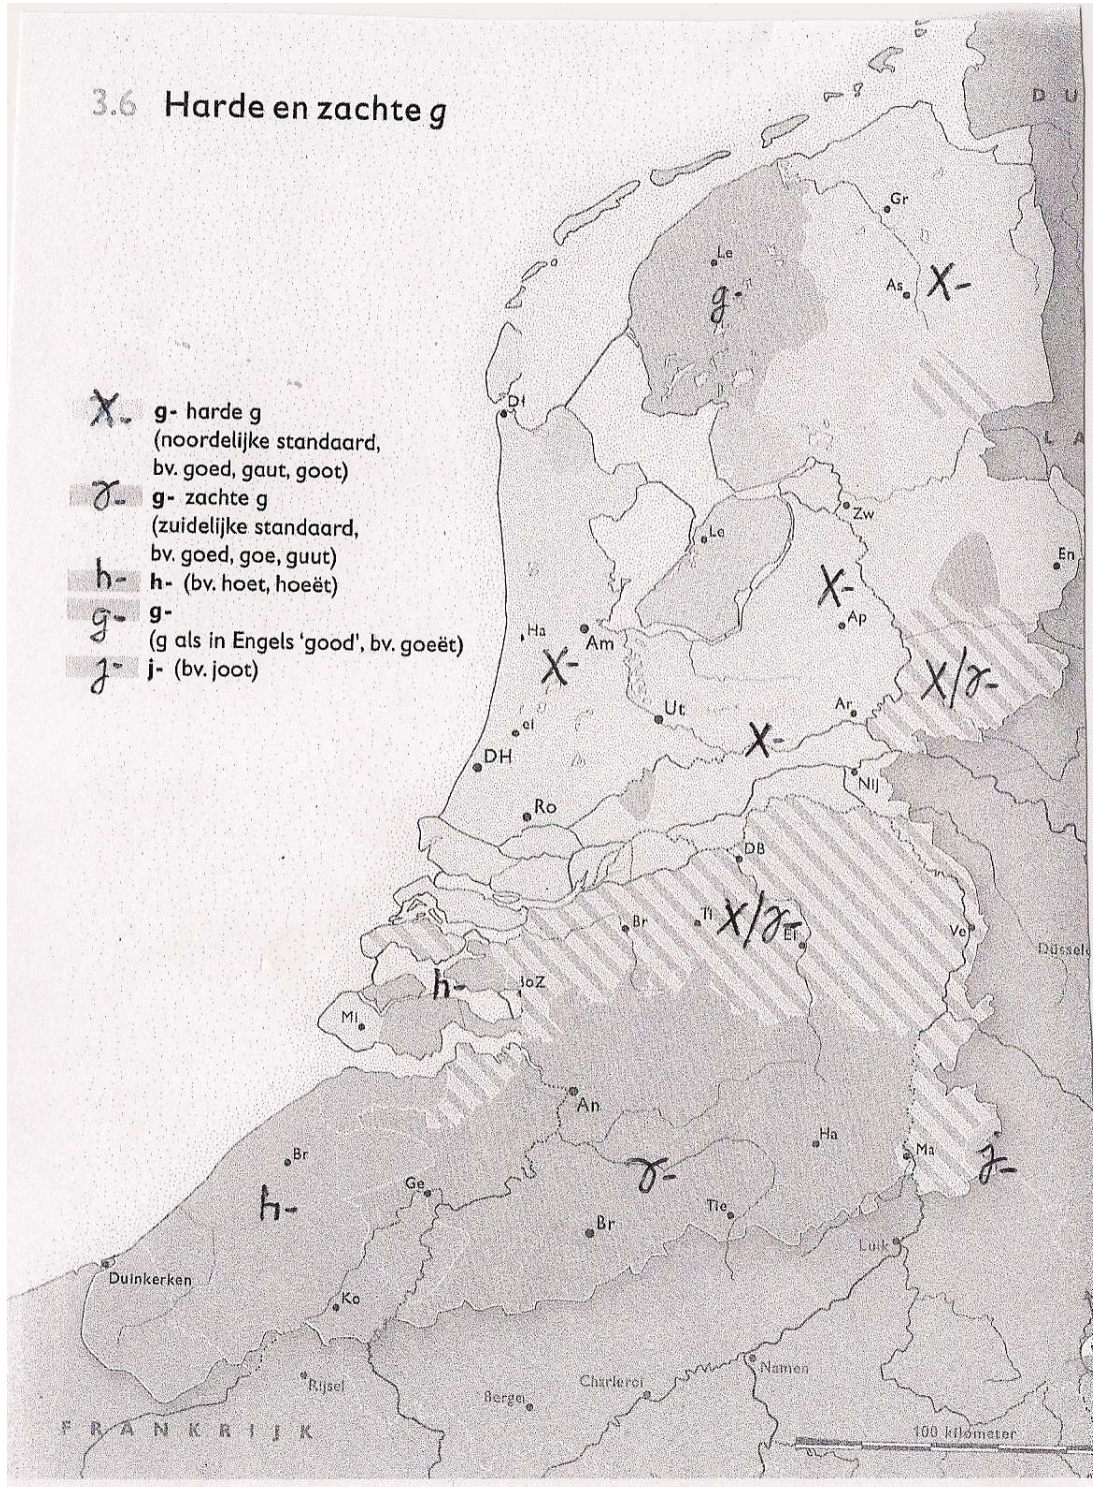 3.6 Harde en zachte g
D U
Gr
Le
As
X-
g-
X- g- harde g
(noordelijke standaard,
bv. goed, gaut, goot)
ɣ- g- zachte g
(zuidelijke standaard,
bv. goed, goe, guut)
h- h- (bv. hoet, hoeët)
g- g-
(g als in Engels 'good', bv. goeët)
j- j- (bv. joot)
L A
Zw
Le
En
X-
Ap
Ha
Am
X-
X/ɣ-
Ut
Ar
X-
DH
Nij
Ro
DB
Br
Ti
X/ɣ-
Ei
Ve
Düsseld
h-
BoZ
Mi
An
Ha
Ma
j-
Br
Ge
ɣ-
h-
Tie
Br
Luik
Duinkerken
Ko
Namen
Rijsel
Charleroi
Bergen
F R A N K R I J K
100 kilometer